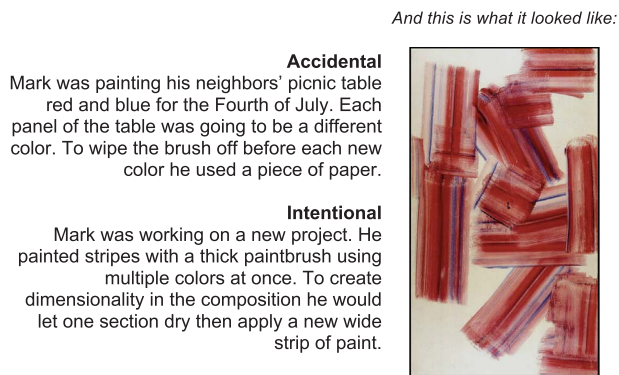 And this is what it looked like:
Accidental
Mark was painting his neighbors' picnic table
red and blue for the Fourth of July. Each
panel of the table was going to be a different
color. To wipe the brush off before each new
color he used a piece of paper.
Intentional
Mark was working on a new project. He
painted stripes with a thick paintbrush using
multiple colors at once. To create
dimensionality in the composition he would
let one section dry then apply a new wide
strip of paint.